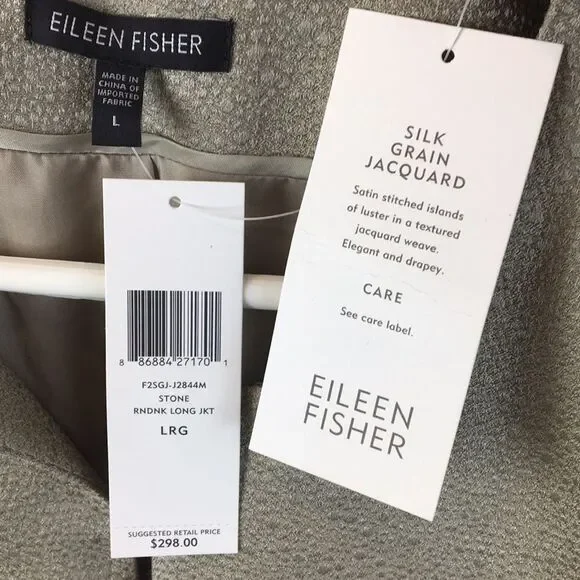 EILEEN FISHER
MADE IN
CHINA OF
IMPORTED
FABRIC
L
8 86884 27170 1
F2SGJ-J2844M
STONE
RNDNK LONG JKT
LRG
SUGGESTED RETAIL PRICE
$298.00
SILK
GRAIN
JACQUARD
Satin stitched islands
of luster in a textured
jacquard weave.
Elegant and drapey.
CARE
See care label.
EILEEN
FISHER